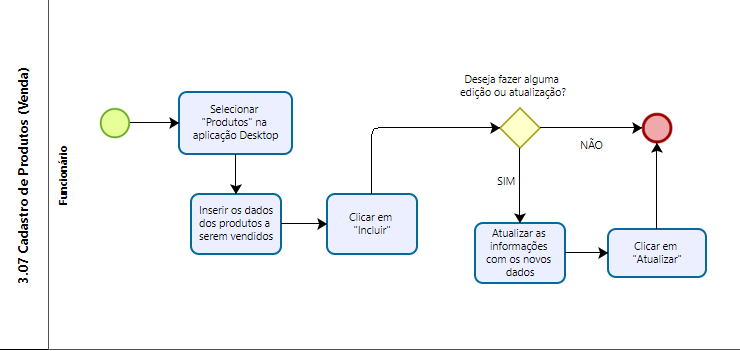 3.07 Cadastro de Produtos (Venda)
Funcionário
Selecionar
"Produtos" na
aplicação Desktop
Inserir os dados
dos produtos a
serem vendidos
Clicar em
"Incluir"
Deseja fazer alguma
edição ou atualização?
NÃO
SIM
Atualizar as
informações
com os novos
dados
Clicar em
"Atualizar"